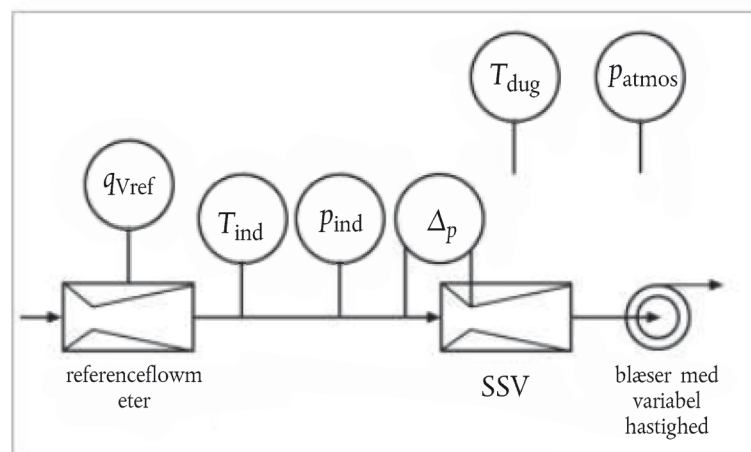 T_dug
p_atmos
q_Vref
T_ind
p_ind
Δ_p
referenceflowm
eter
SSV
blæser med
variabel
hastighed